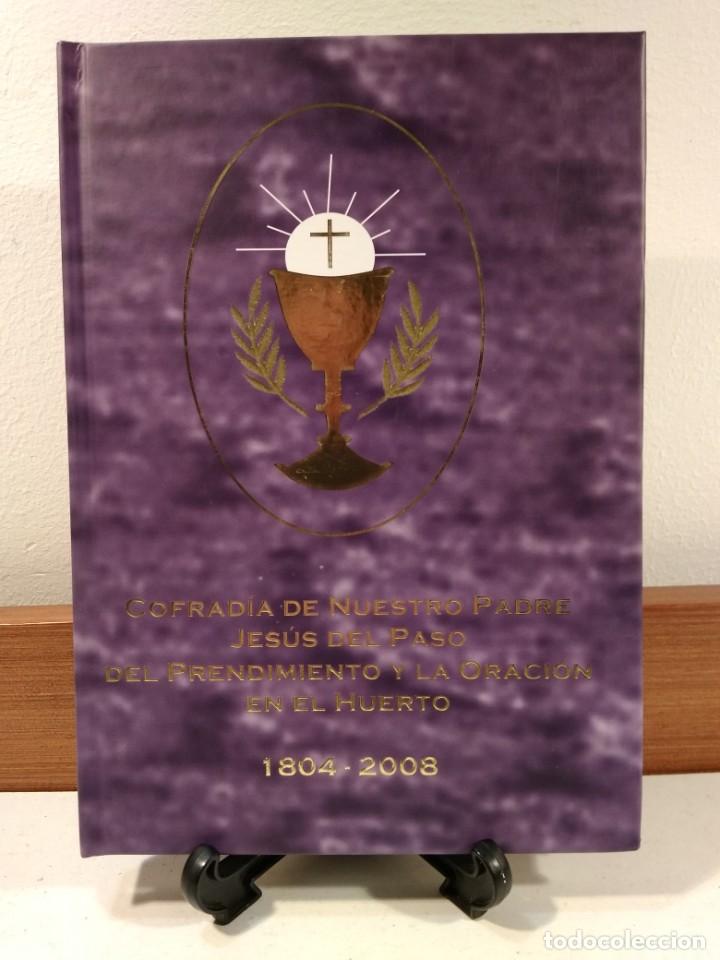 COFRADÍA DE NUESTRO PADRE
JESÚS DEL PASO
DEL PRENDIMIENTO Y LA ORACIÓN
EN EL HUERTO
1804 - 2008
todocoleccion